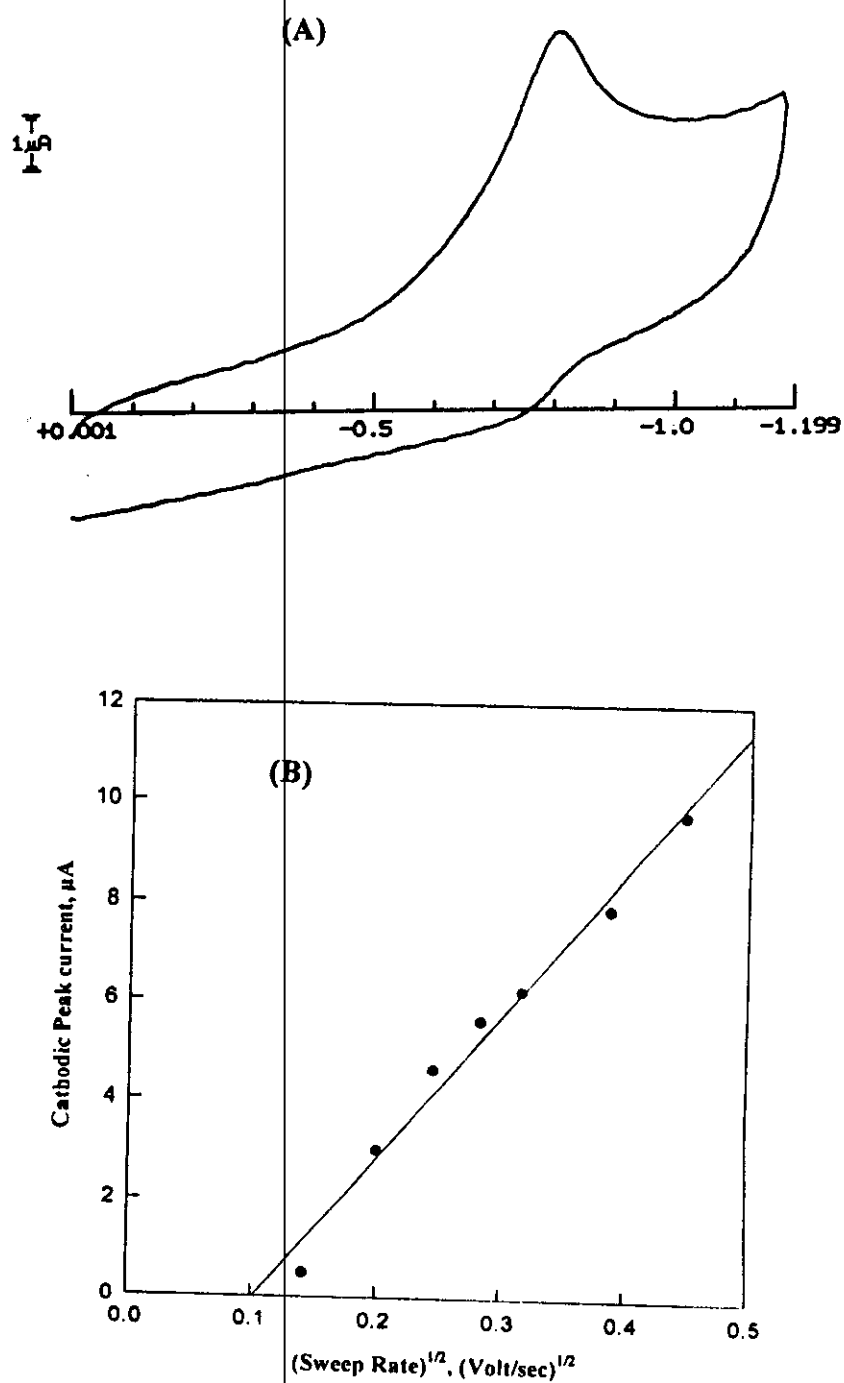 (A)
1µA
+0.001 -0.5 -1.0 -1.199
(B)
12
10
8
6
4
2
0
Cathodic Peak current, µA
0.0 0.1 0.2 0.3 0.4 0.5
(Sweep Rate)^1/2, (Volt/sec)^1/2